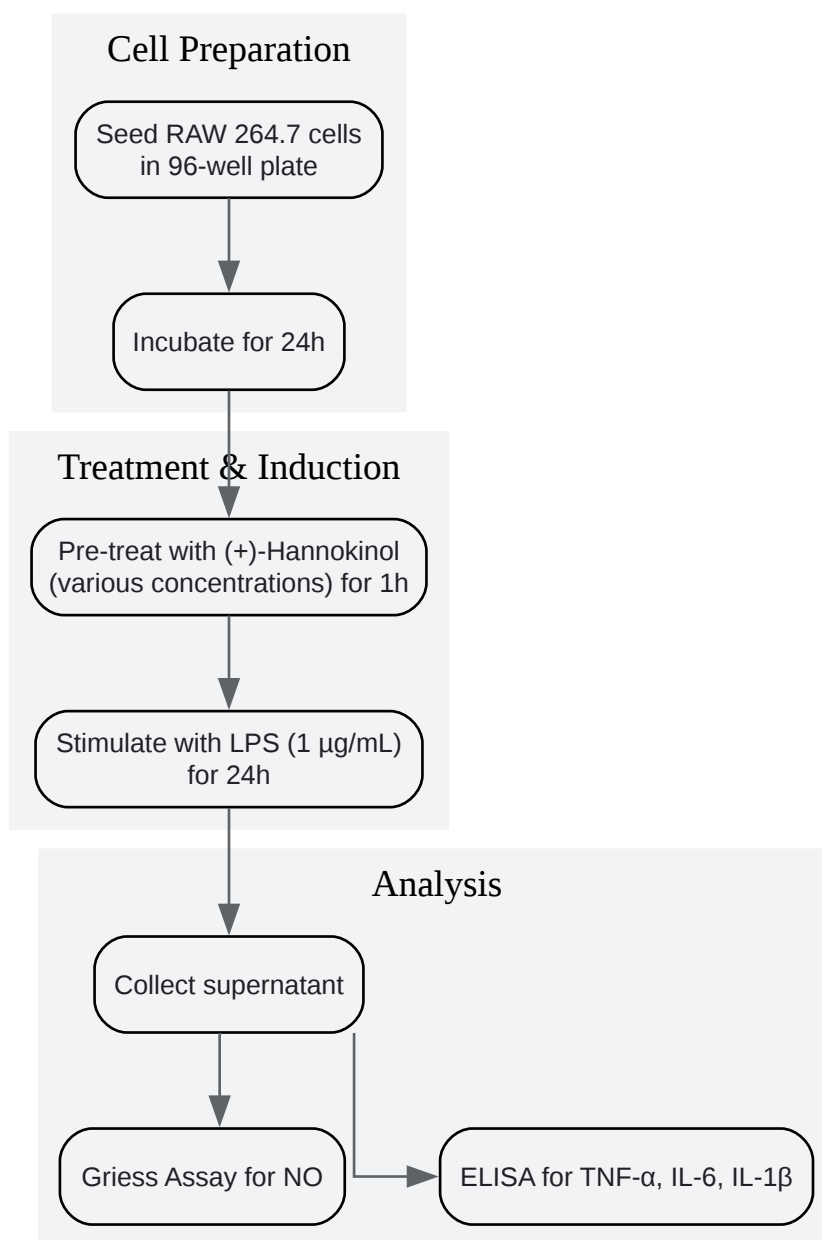 Cell Preparation
Seed RAW 264.7 cells
in 96-well plate
Incubate for 24h
Treatment & Induction
Pre-treat with (+)-Hannokinol
(various concentrations) for 1h
Stimulate with LPS (1 µg/mL)
for 24h
Analysis
Collect supernatant
Griess Assay for NO
ELISA for TNF-α, IL-6, IL-1β